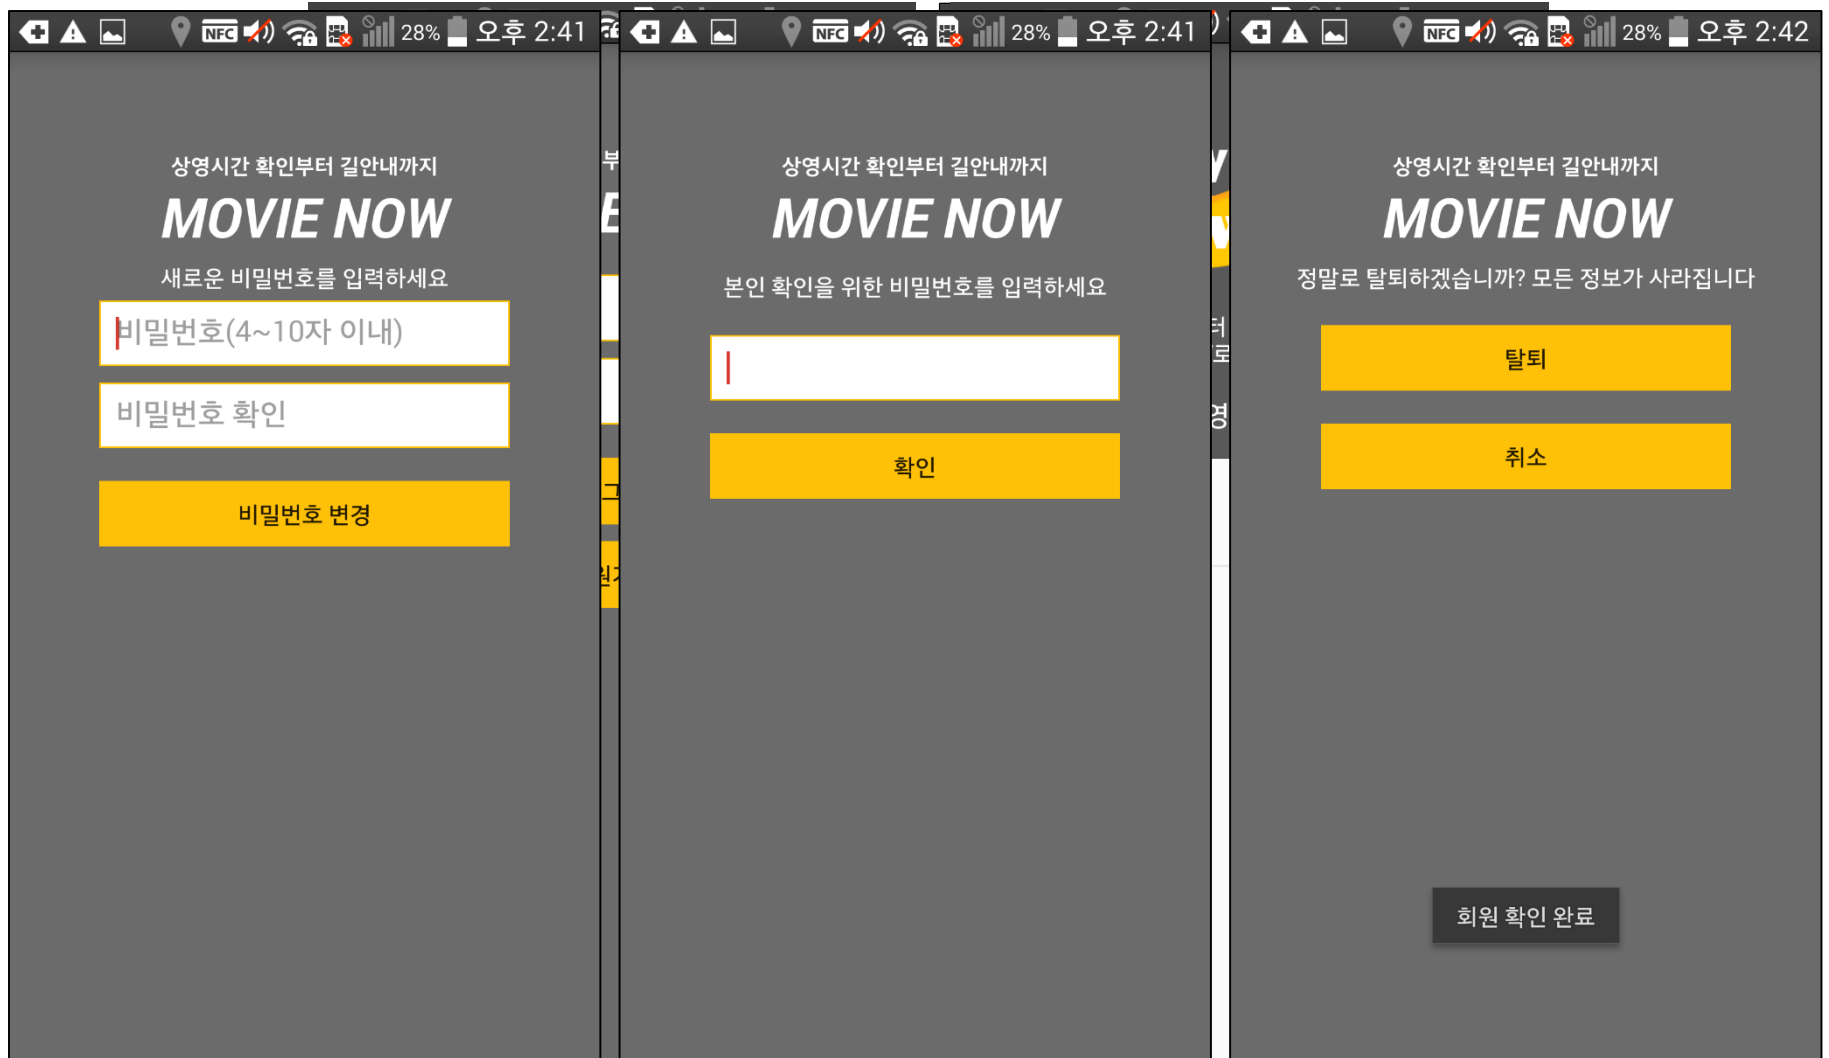 NFC 28% 오후 2:41
상영시간 확인부터 길안내까지
MOVIE NOW
새로운 비밀번호를 입력하세요
비밀번호(4~10자 이내)
비밀번호 확인
비밀번호 변경
NFC 28% 오후 2:41
상영시간 확인부터 길안내까지
MOVIE NOW
본인 확인을 위한 비밀번호를 입력하세요
확인
NFC 28% 오후 2:42
상영시간 확인부터 길안내까지
MOVIE NOW
정말로 탈퇴하겠습니까? 모든 정보가 사라집니다
탈퇴
취소
회원 확인 완료